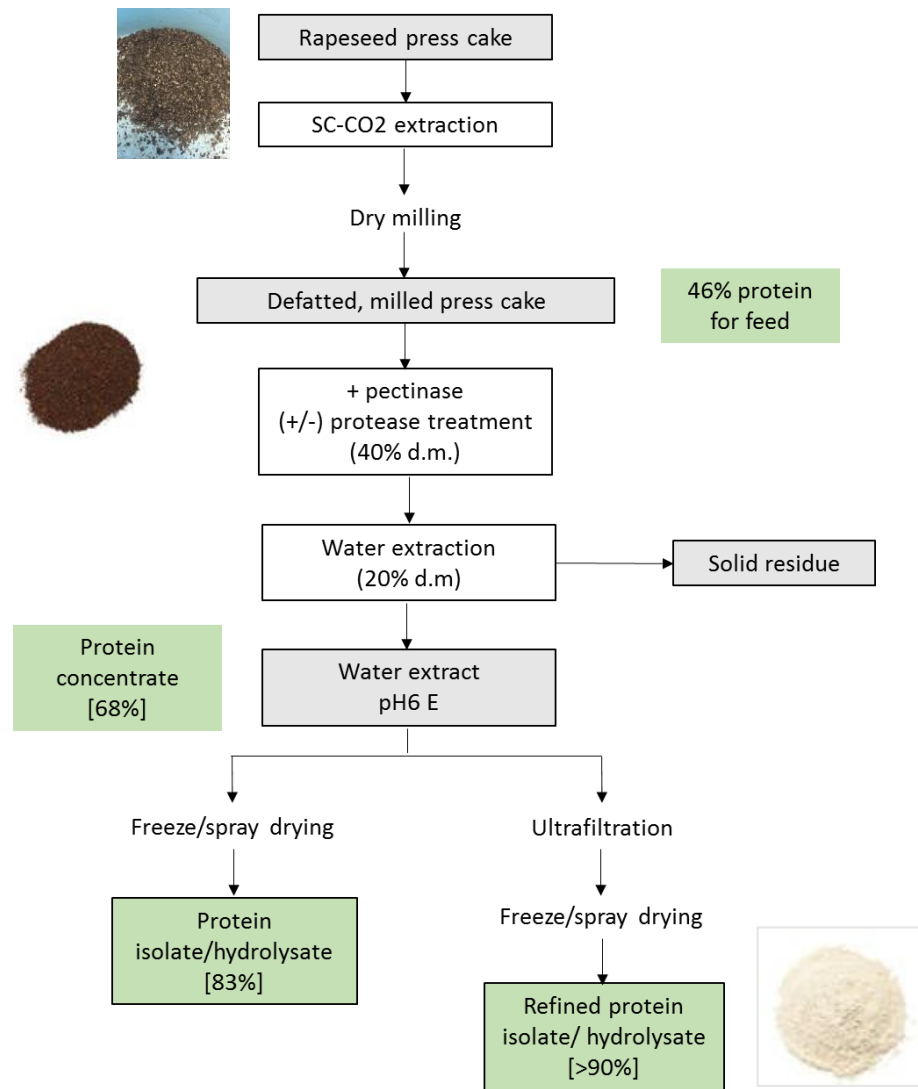 Rapeseed press cake
SC-CO2 extraction
Dry milling
Defatted, milled press cake
46% protein
for feed
+ pectinase
(+/-) protease treatment
(40% d.m.)
Water extraction
(20% d.m)
Solid residue
Protein
concentrate
[68%]
Water extract
pH6 E
Freeze/spray drying
Ultrafiltration
Protein
isolate/hydrolysate
[83%]
Freeze/spray drying
Refined protein
isolate/ hydrolysate
[>90%]